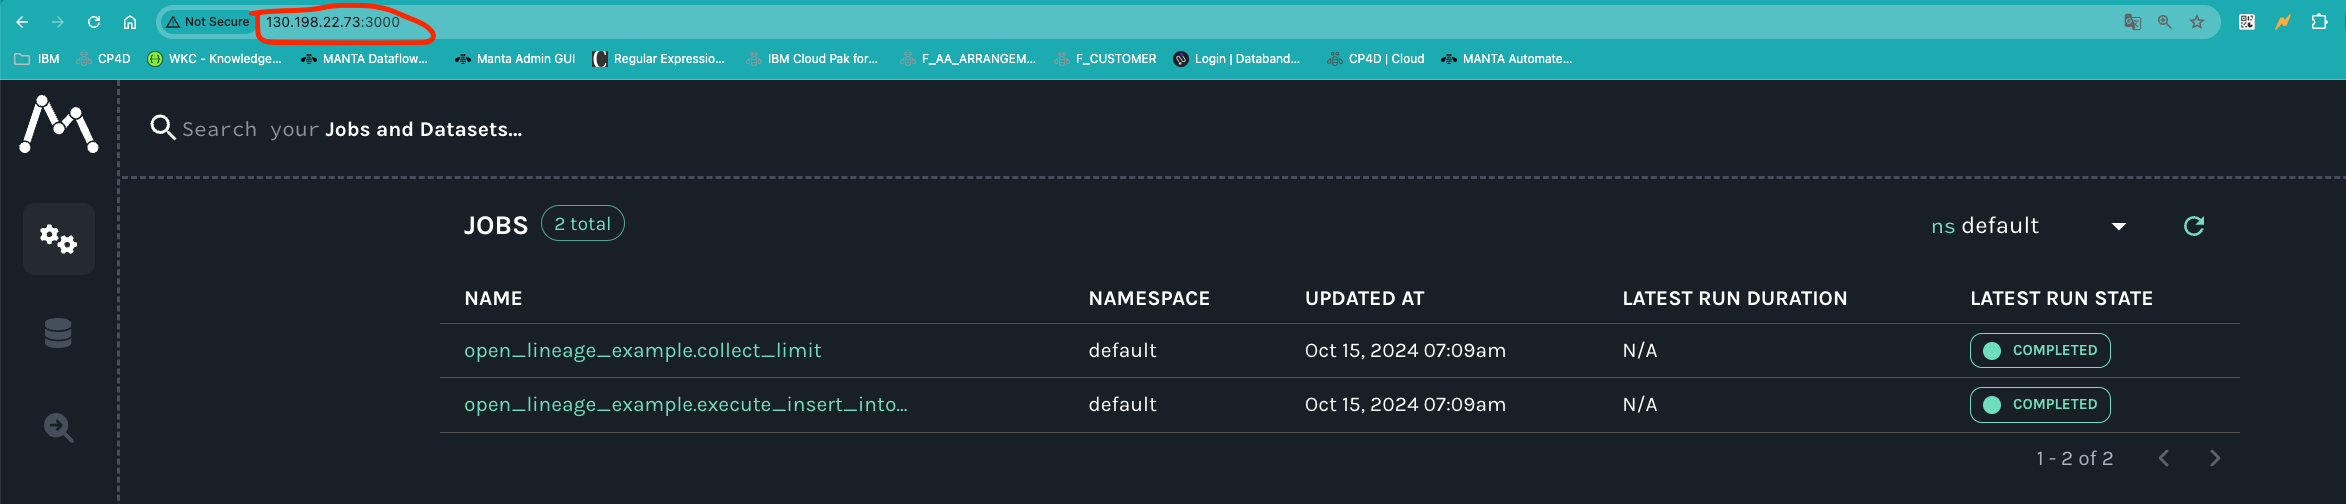 Not Secure 130.198.22.73:3000
IBM CP4D WKC - Knowledge... MANTA Dataflow... Manta Admin GUI Regular Expressio... IBM Cloud Pak for... F_AA_ARRANGEM... F_CUSTOMER Login | Databand... CP4D | Cloud MANTA Automate...
Search your Jobs and Datasets...
JOBS 2 total ns default
NAME NAMESPACE UPDATED AT LATEST RUN DURATION LATEST RUN STATE
open_lineage_example.collect_limit default Oct 15, 2024 07:09am N/A COMPLETED
open_lineage_example.execute_insert_into... default Oct 15, 2024 07:09am N/A COMPLETED
1 - 2 of 2